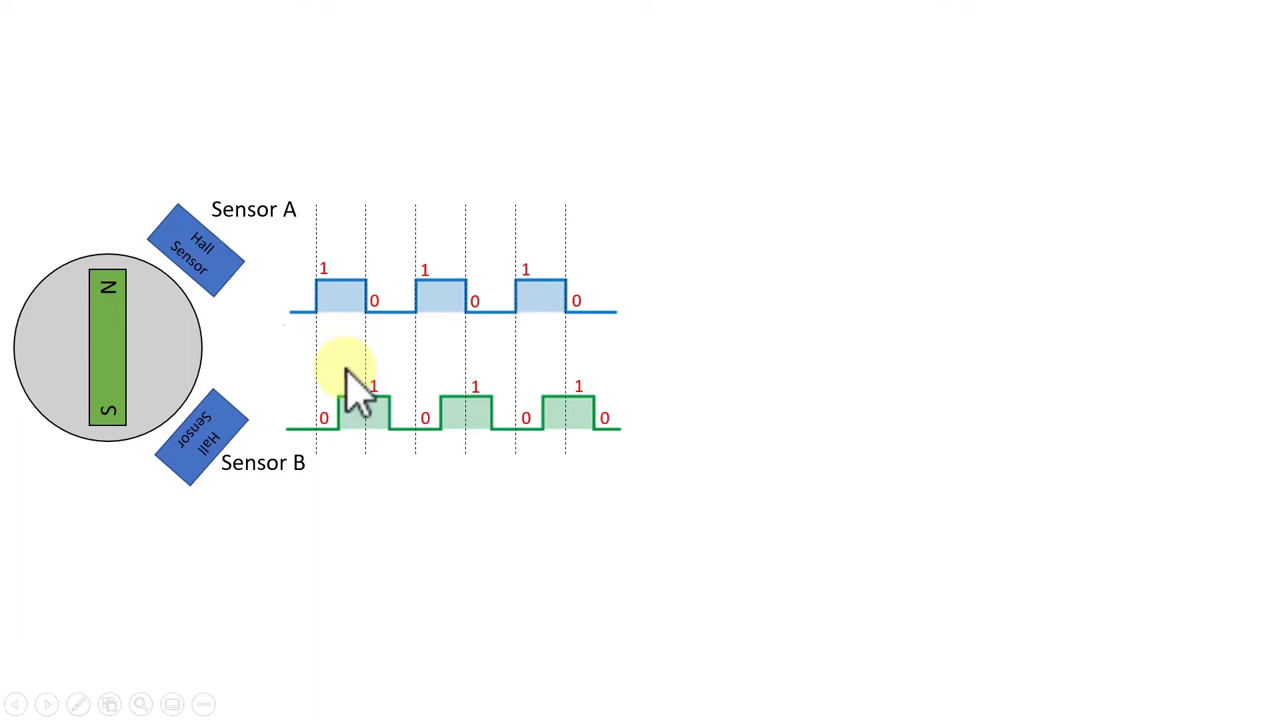 Sensor A
Hall
Sensor
N
S
1 1 1
0 0 0
1 1 1
0 0 0 0
Hall
Sensor
Sensor B